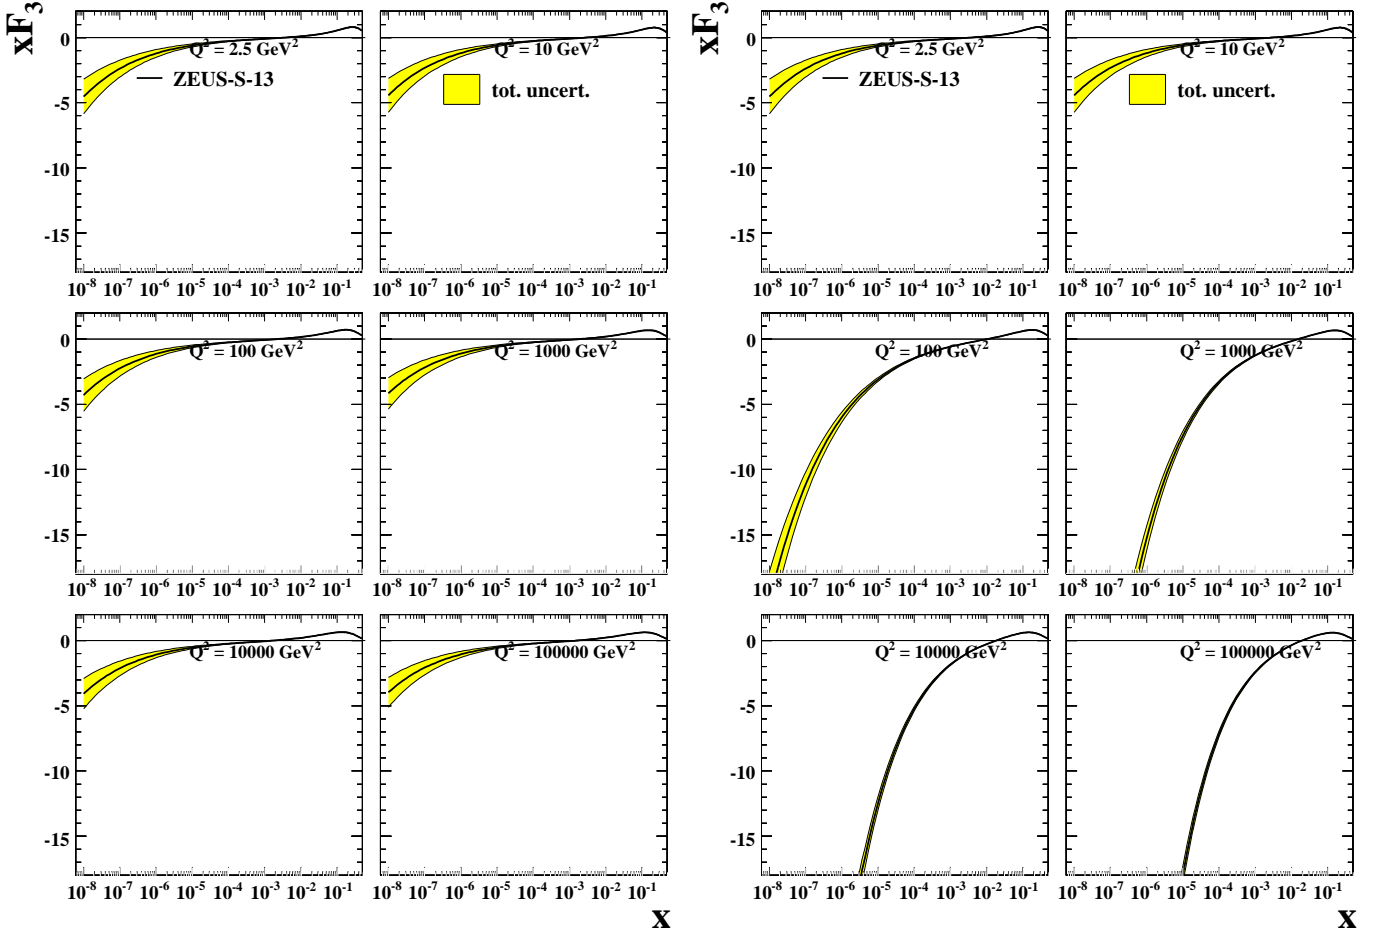 xF₃ xF₃
0 Q² = 2.5 GeV² Q² = 10 GeV² 0 Q² = 2.5 GeV² Q² = 10 GeV²
ZEUS-S-13 tot. uncert. ZEUS-S-13 tot. uncert.
-5 -5
-10 -10
-15 -15
10⁻⁸ 10⁻⁷ 10⁻⁶ 10⁻⁵ 10⁻⁴ 10⁻³ 10⁻² 10⁻¹ 10⁻⁸ 10⁻⁷ 10⁻⁶ 10⁻⁵ 10⁻⁴ 10⁻³ 10⁻² 10⁻¹ 10⁻⁸ 10⁻⁷ 10⁻⁶ 10⁻⁵ 10⁻⁴ 10⁻³ 10⁻² 10⁻¹ 10⁻⁸ 10⁻⁷ 10⁻⁶ 10⁻⁵ 10⁻⁴ 10⁻³ 10⁻² 10⁻¹
0 Q² = 100 GeV² Q² = 1000 GeV² 0 Q² = 100 GeV² Q² = 1000 GeV²
-5 -5
-10 -10
-15 -15
10⁻⁸ 10⁻⁷ 10⁻⁶ 10⁻⁵ 10⁻⁴ 10⁻³ 10⁻² 10⁻¹ 10⁻⁸ 10⁻⁷ 10⁻⁶ 10⁻⁵ 10⁻⁴ 10⁻³ 10⁻² 10⁻¹ 10⁻⁸ 10⁻⁷ 10⁻⁶ 10⁻⁵ 10⁻⁴ 10⁻³ 10⁻² 10⁻¹ 10⁻⁸ 10⁻⁷ 10⁻⁶ 10⁻⁵ 10⁻⁴ 10⁻³ 10⁻² 10⁻¹
0 Q² = 10000 GeV² Q² = 100000 GeV² 0 Q² = 10000 GeV² Q² = 100000 GeV²
-5 -5
-10 -10
-15 -15
10⁻⁸ 10⁻⁷ 10⁻⁶ 10⁻⁵ 10⁻⁴ 10⁻³ 10⁻² 10⁻¹ 10⁻⁸ 10⁻⁷ 10⁻⁶ 10⁻⁵ 10⁻⁴ 10⁻³ 10⁻² 10⁻¹ 10⁻⁸ 10⁻⁷ 10⁻⁶ 10⁻⁵ 10⁻⁴ 10⁻³ 10⁻² 10⁻¹ 10⁻⁸ 10⁻⁷ 10⁻⁶ 10⁻⁵ 10⁻⁴ 10⁻³ 10⁻² 10⁻¹
x x